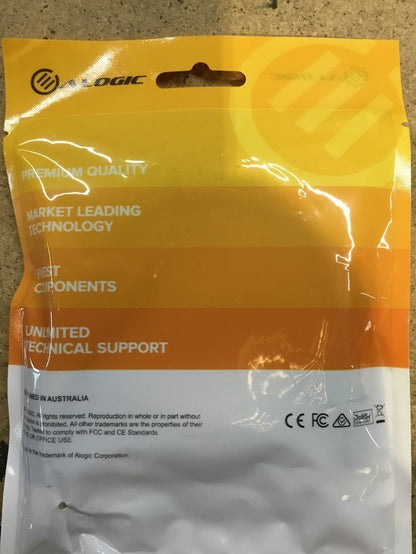 ALOGIC
PREMIUM QUALITY
MARKET LEADING
TECHNOLOGY
UNLIMITED
TECHNICAL SUPPORT
IN AUSTRALIA
All rights reserved. Reproduction in whole or in part without
is prohibited. All other trademarks are the properties of their
Tested to comply with FCC and CE Standards.
OR OFFICE USE.
trademark of Alogic Corporation.
CE FC